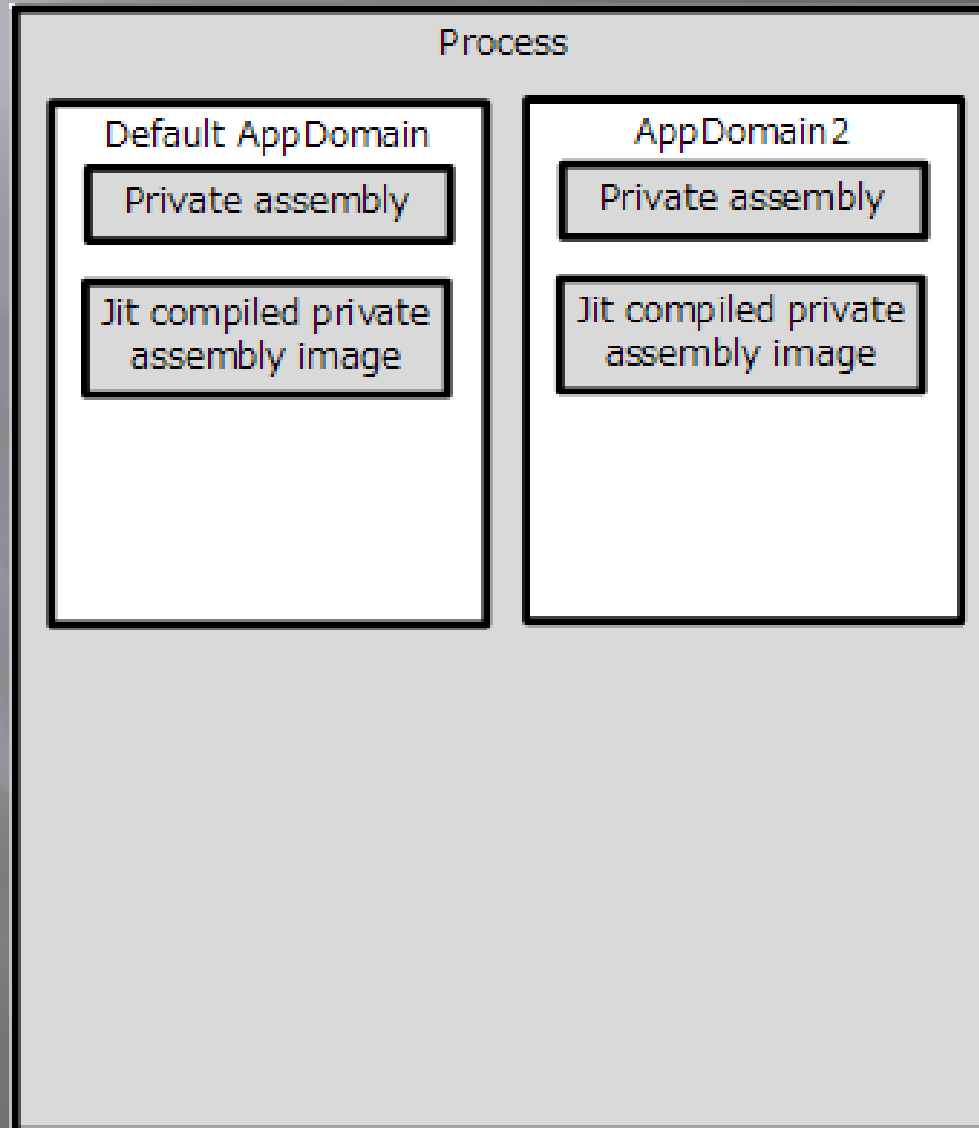 Process
Default AppDomain
Private assembly
Jit compiled private
assembly image
AppDomain2
Private assembly
Jit compiled private
assembly image